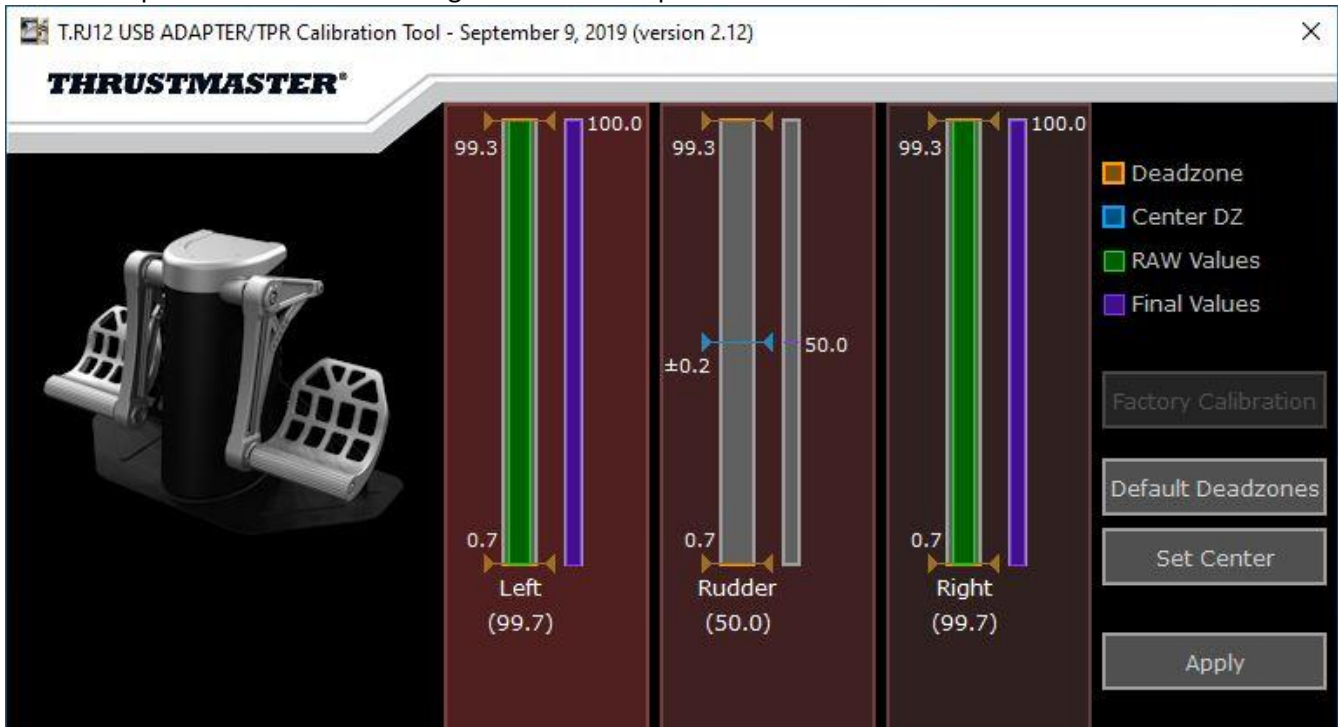 T.RJ12 USB ADAPTER/TPR Calibration Tool - September 9, 2019 (version 2.12)
THRUSTMASTER®
99.3
100.0
0.7
Left
(99.7)
99.3
±0.2
50.0
0.7
Rudder
(50.0)
99.3
100.0
0.7
Right
(99.7)
Deadzone
Center DZ
RAW Values
Final Values
Factory Calibration
Default Deadzones
Set Center
Apply